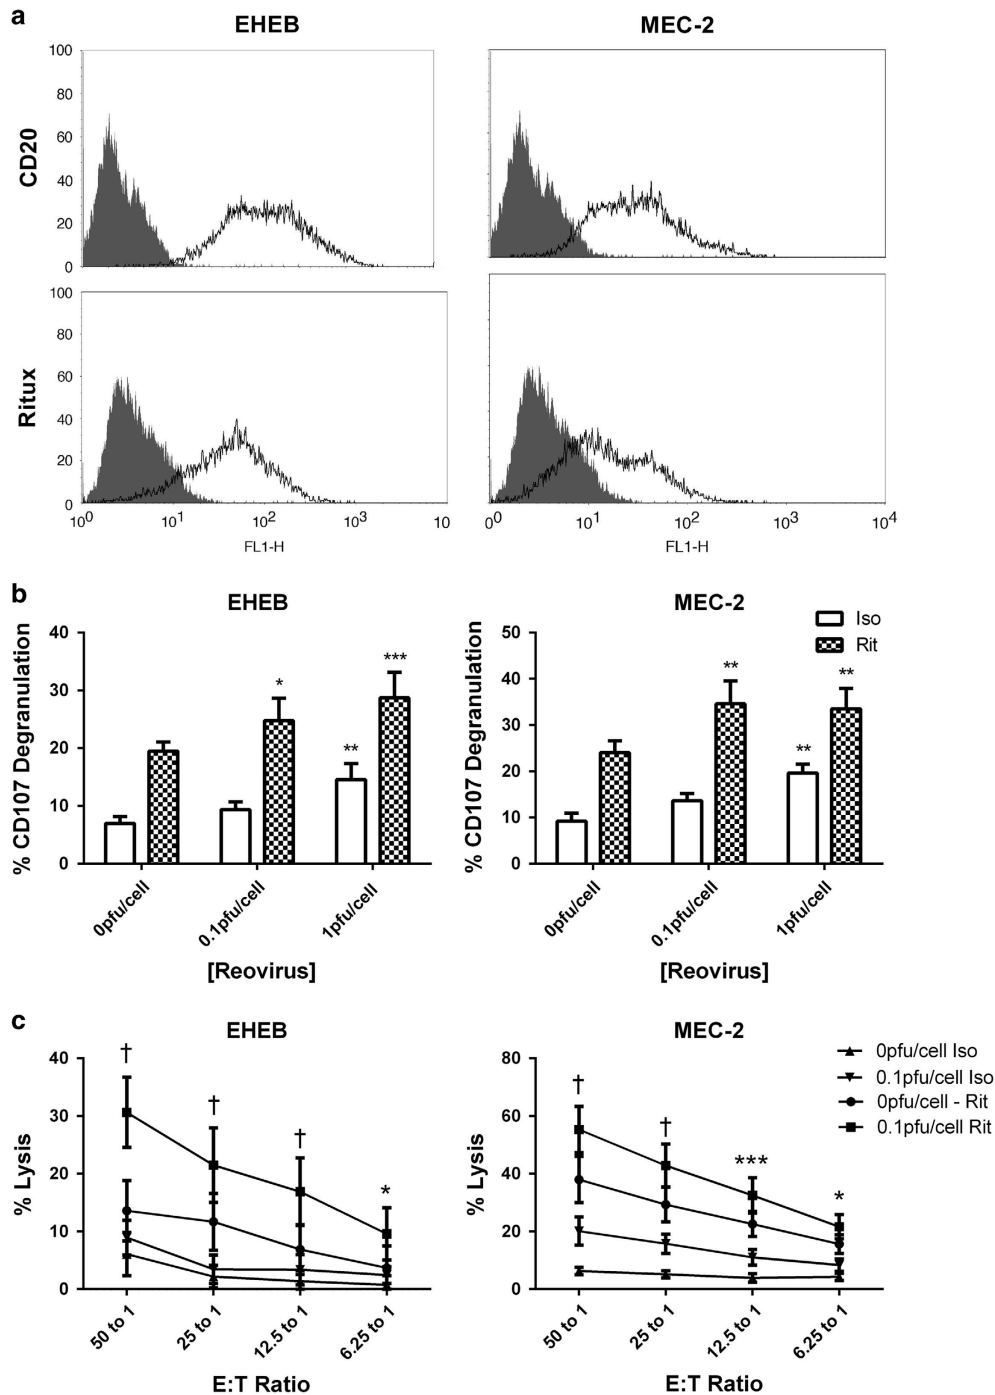 a
EHEB MEC-2
CD20
100
80
60
40
20
0
Ritux
100
80
60
40
20
0
10^0 10^1 10^2 10^3 10
FL1-H
0^0 10^1 10^2 10^3 10^4
FL1-H
b
EHEB
% CD107 Degranulation
40
30
20
10
0
*
**
***
0pfu/cell 0.1pfu/cell 1pfu/cell
[Reovirus]
MEC-2
Iso
Rit
% CD107 Degranulation
50
40
30
20
10
0
**
**
**
0pfu/cell 0.1pfu/cell 1pfu/cell
[Reovirus]
c
EHEB
% Lysis
40
30
20
10
0
†
†
†
*
50 to 1 25 to 1 12.5 to 1 6.25 to 1
E:T Ratio
MEC-2
% Lysis
80
60
40
20
0
†
†
***
*
50 to 1 25 to 1 12.5 to 1 6.25 to 1
E:T Ratio
0pfu/cell Iso
0.1pfu/cell Iso
0pfu/cell - Rit
0.1pfu/cell Rit